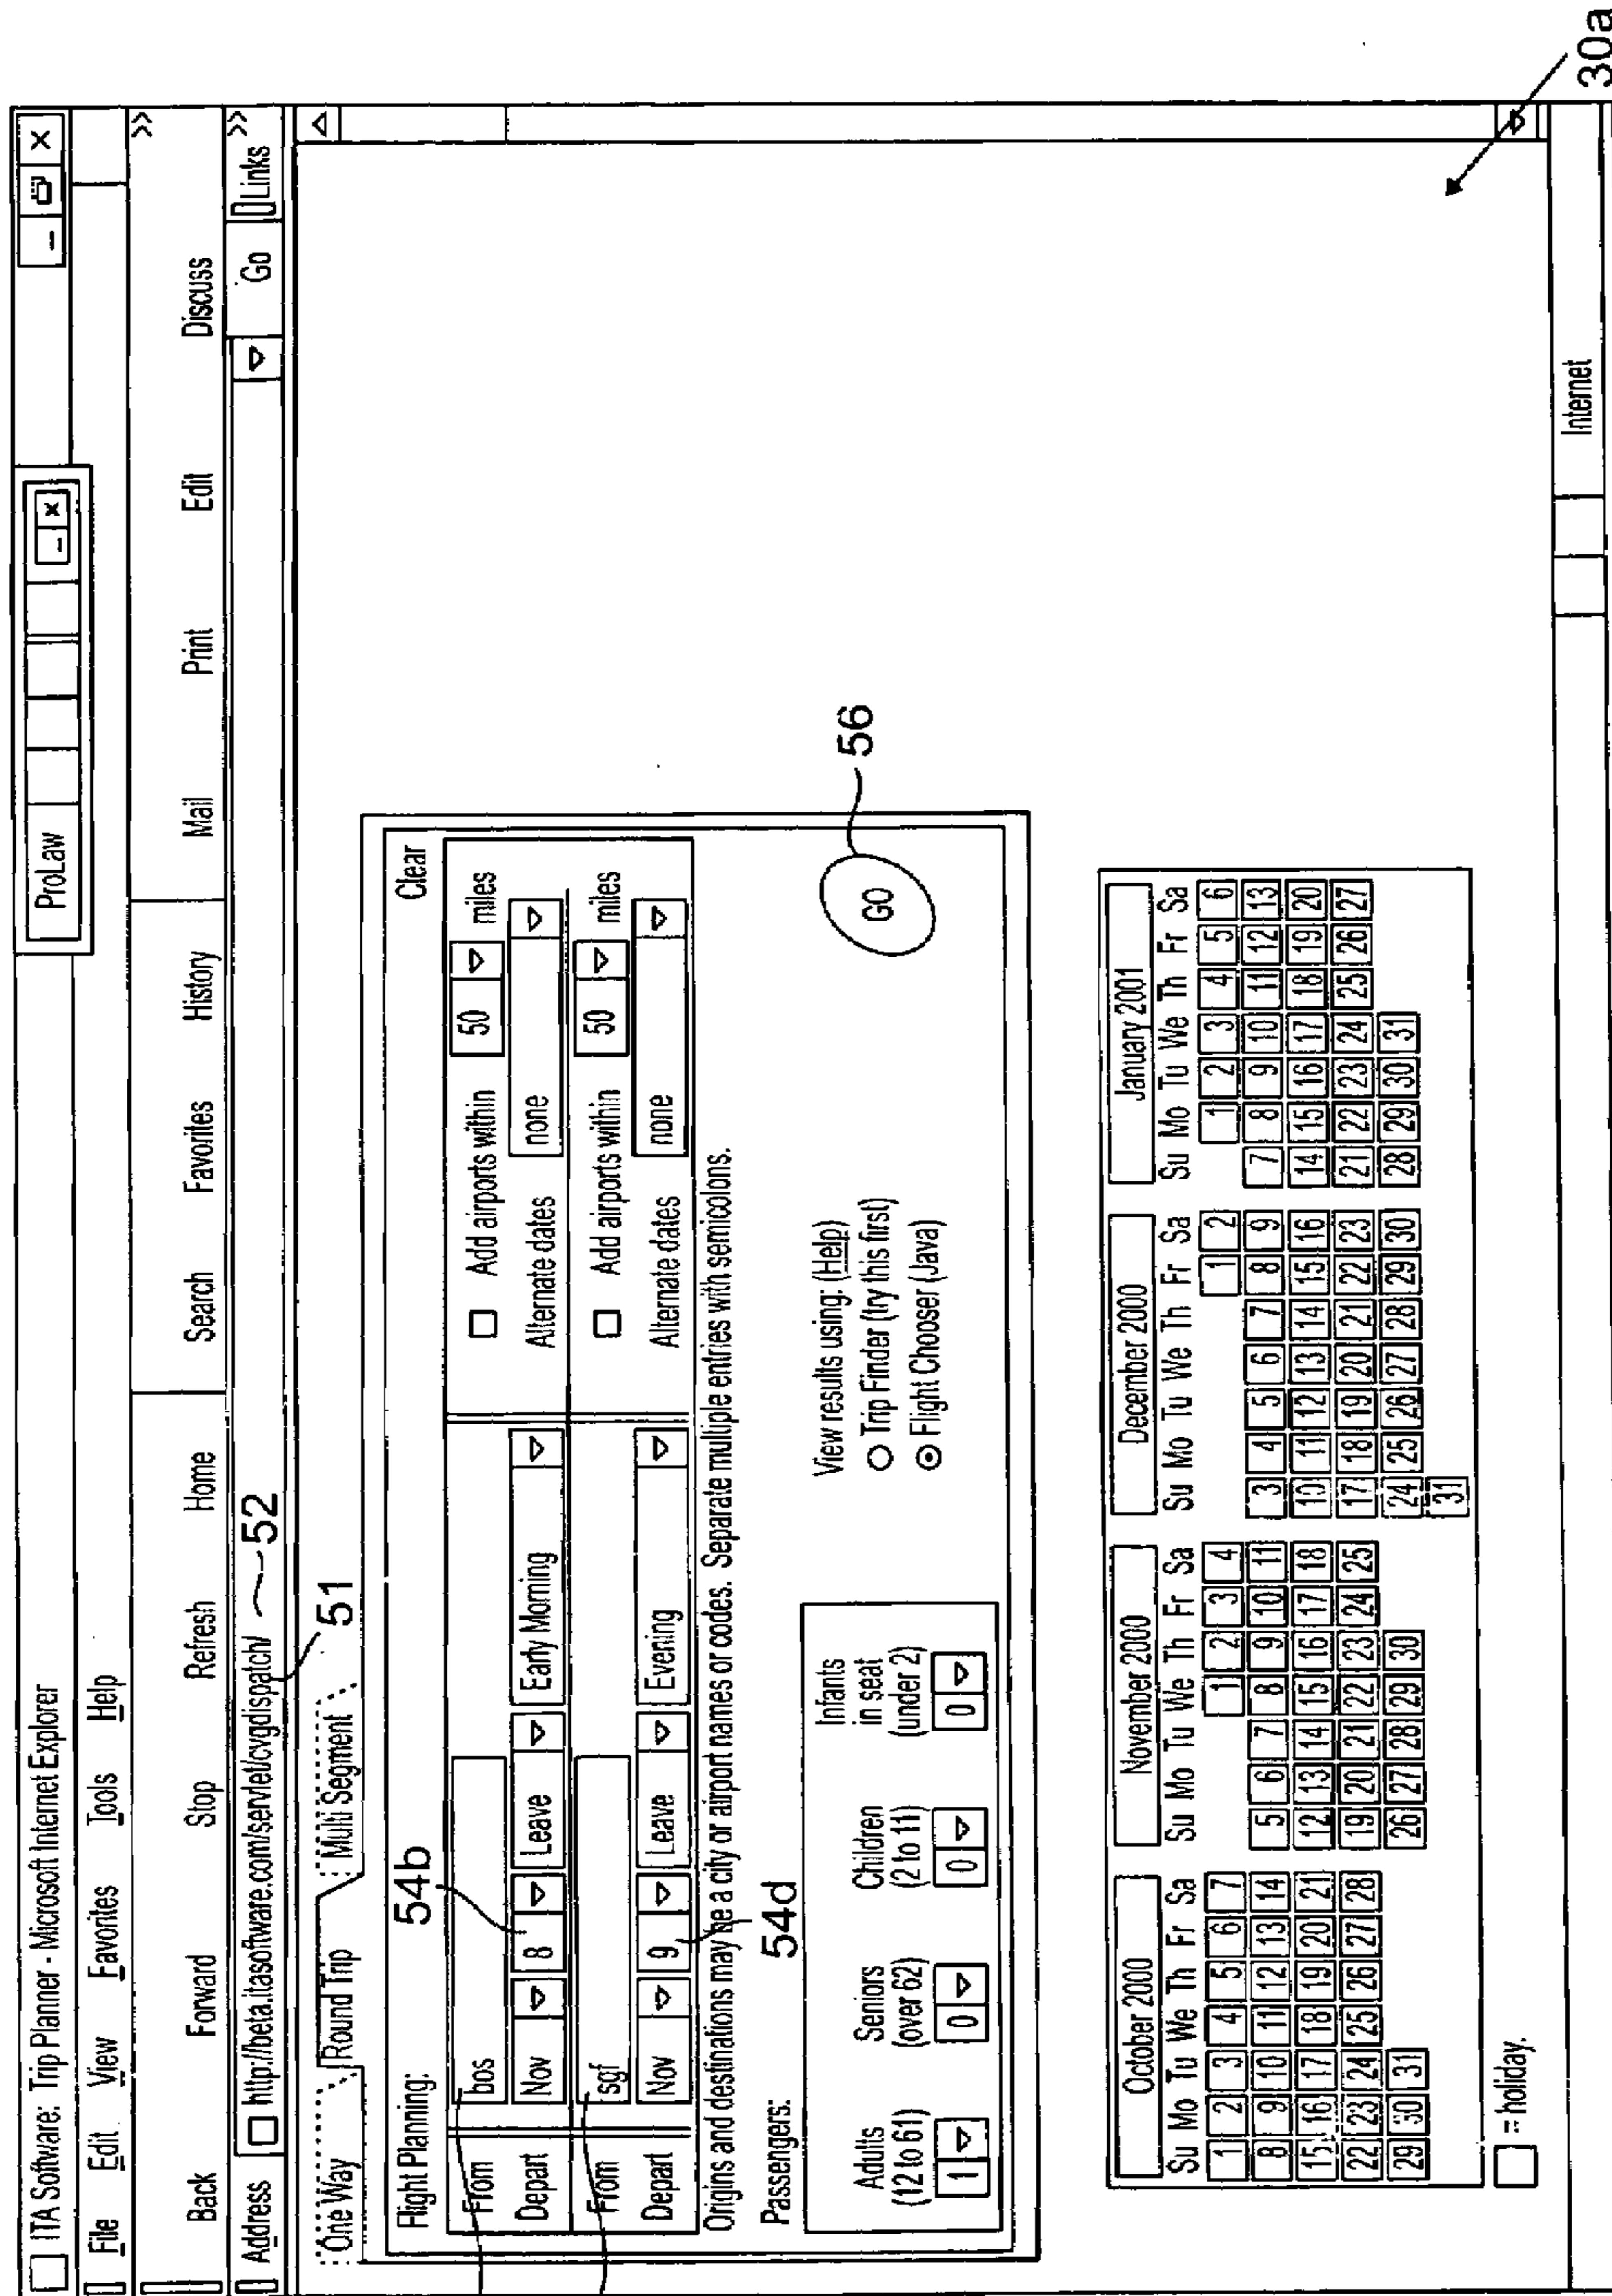 ITA Software: Trip Planner - Microsoft Internet Explorer
ProLaw
File Edit View Favorites Tools Help
Back Forward Stop Refresh Home Search Favorites History Mail Print Edit Discuss
Address http://beta.itasoftware.com/servlet/cvgdispatch/ Go Links
52
51
One Way Round Trip Multi Segment
54b
Flight Planning: Clear
From bos Add airports within 50 miles
Depart Nov 8 Leave Early Morning Alternate dates none
From sgf Add airports within 50 miles
Depart Nov 9 Leave Evening Alternate dates none
Origins and destinations may be a city or airport names or codes. Separate multiple entries with semicolons.
54d
Passengers:
Adults (12 to 61) 1
Seniors (over 62) 0
Children (2 to 11) 0
Infants in seat (under 2) 0
View results using: (Help)
Trip Finder (try this first)
Flight Chooser (Java)
GO
56
October 2000
Su Mo Tu We Th Fr Sa
1 2 3 4 5 6 7
8 9 10 11 12 13 14
15 16 17 18 19 20 21
22 23 24 25 26 27 28
29 30 31
November 2000
Su Mo Tu We Th Fr Sa
1 2 3 4
5 6 7 8 9 10 11
12 13 14 15 16 17 18
19 20 21 22 23 24 25
26 27 28 29 30
December 2000
Su Mo Tu We Th Fr Sa
1 2
3 4 5 6 7 8 9
10 11 12 13 14 15 16
17 18 19 20 21 22 23
24 25 26 27 28 29 30
31
January 2001
Su Mo Tu We Th Fr Sa
1 2 3 4 5 6
7 8 9 10 11 12 13
14 15 16 17 18 19 20
21 22 23 24 25 26 27
28 29 30 31
= holiday.
Internet
30a